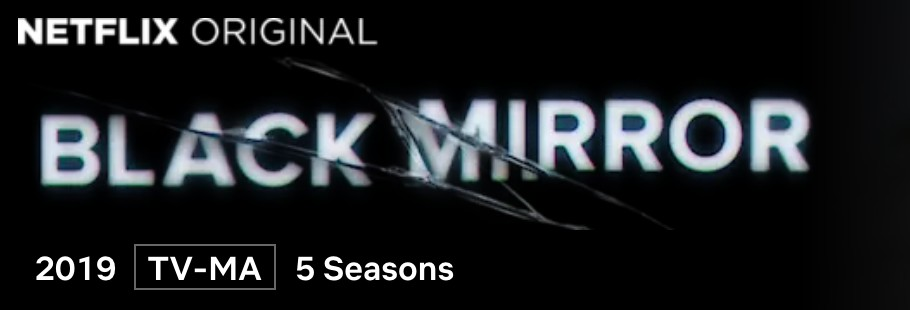 NETFLIX ORIGINAL
BLACK MIRROR
2019 TV-MA 5 Seasons